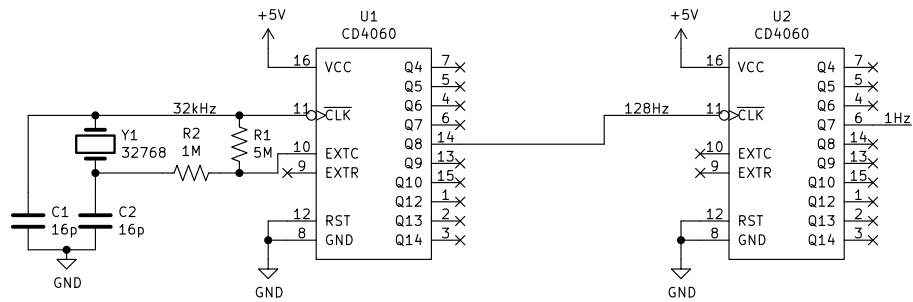 +5V
U1
CD4060
16
VCC
Q4
7
Q5
5
Q6
4
32kHz
11
CLK
Q7
6
Y1
32768
R2
1M
R1
5M
10
EXTC
Q8
14
9
EXTR
Q9
13
Q10
15
Q12
1
C1
16p
C2
16p
12
RST
Q13
2
8
GND
Q14
3
GND
GND
+5V
U2
CD4060
16
VCC
Q4
7
Q5
5
Q6
4
128Hz
11
CLK
Q7
6
1Hz
Q8
14
10
EXTC
Q9
13
9
EXTR
Q10
15
Q12
1
12
RST
Q13
2
8
GND
Q14
3
GND